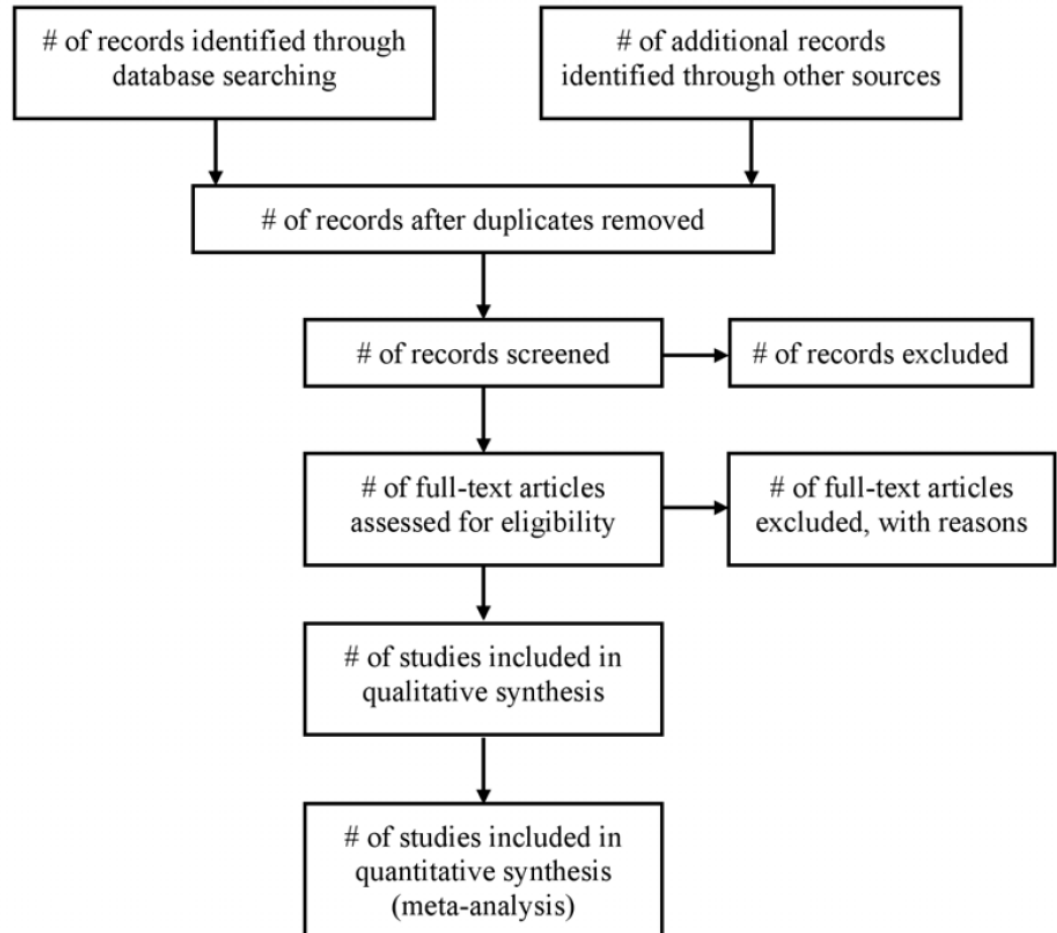 # of records identified through
database searching
# of additional records
identified through other sources
# of records after duplicates removed
# of records screened
# of records excluded
# of full-text articles
assessed for eligibility
# of full-text articles
excluded, with reasons
# of studies included in
qualitative synthesis
# of studies included in
quantitative synthesis
(meta-analysis)